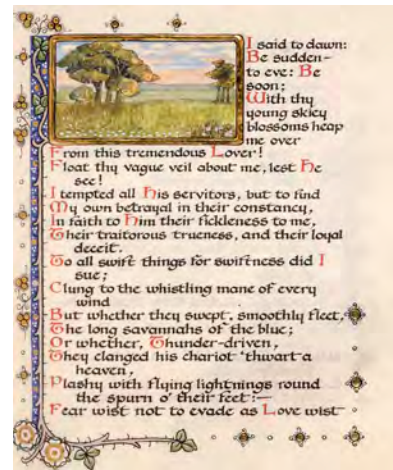 I said to dawn:
Be sudden—
to eve: Be
soon;
With thy
young skiey
blossoms heap
me over
From this tremendous Lover!
Float thy vague veil about me, lest He
see!
I tempted all His servitors, but to find
My own betrayal in their constancy,
In faith to Him their fickleness to me,
Their traitorous trueness, and their loyal
deceit.
To all swift things for swiftness did I
sue;
Clung to the whistling mane of every
wind
But whether they swept, smoothly fleet,
The long savannahs of the blue;
Or whether, Thunder-driven,
They clanged his chariot 'thwart a
heaven,
Plashy with flying lightnings round
the spurn o' their feet:—
Fear wist not to evade as Love wist